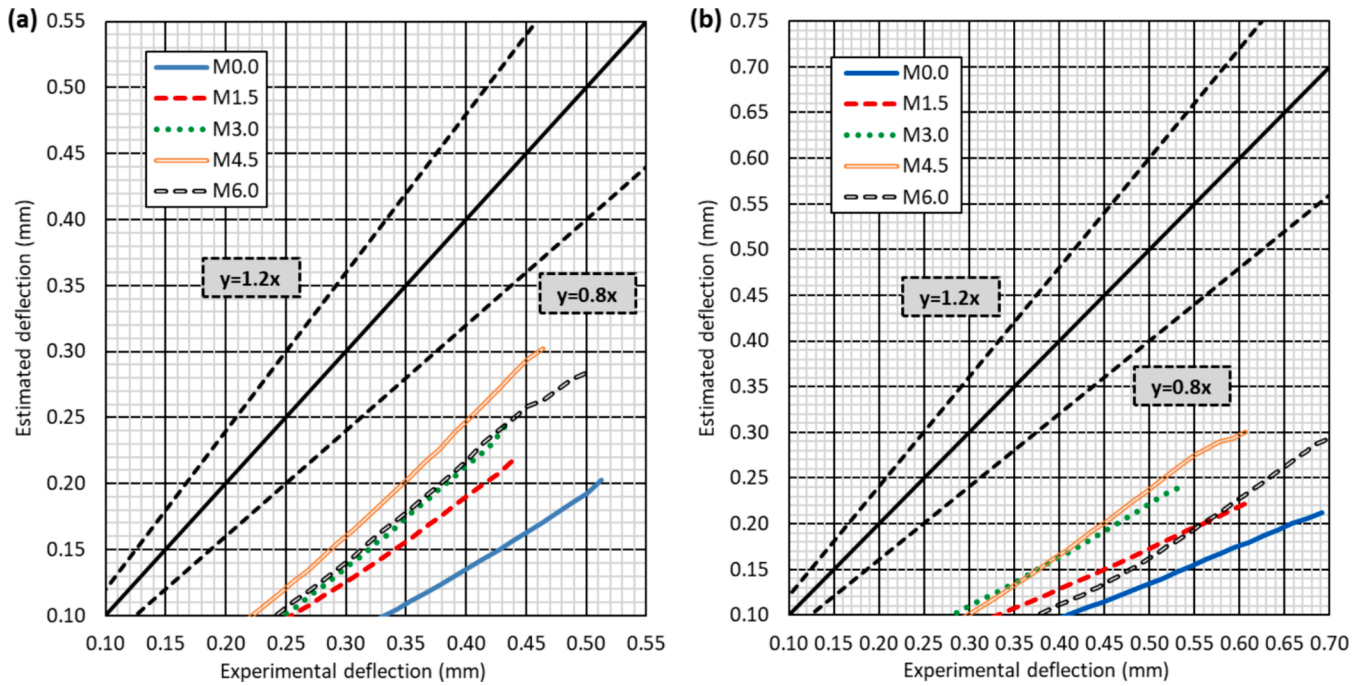 (a)
Estimated deflection (mm)
0.55
0.50
0.45
0.40
0.35
0.30
0.25
0.20
0.15
0.10
M0.0
M1.5
M3.0
M4.5
M6.0
y=1.2x
y=0.8x
0.10 0.15 0.20 0.25 0.30 0.35 0.40 0.45 0.50 0.55
Experimental deflection (mm)
(b)
Estimated deflection (mm)
0.75
0.70
0.65
0.60
0.55
0.50
0.45
0.40
0.35
0.30
0.25
0.20
0.15
0.10
M0.0
M1.5
M3.0
M4.5
M6.0
y=1.2x
y=0.8x
0.10 0.15 0.20 0.25 0.30 0.35 0.40 0.45 0.50 0.55 0.60 0.65 0.70
Experimental deflection (mm)